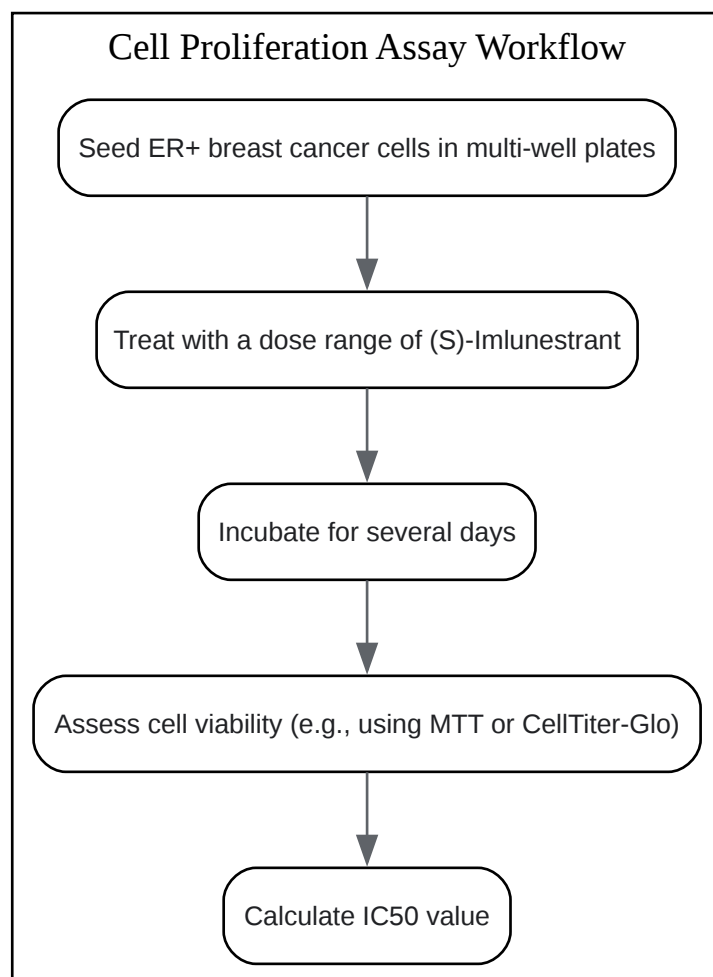 Cell Proliferation Assay Workflow
Seed ER+ breast cancer cells in multi-well plates
Treat with a dose range of (S)-Imlunestrant
Incubate for several days
Assess cell viability (e.g., using MTT or CellTiter-Glo)
Calculate IC50 value